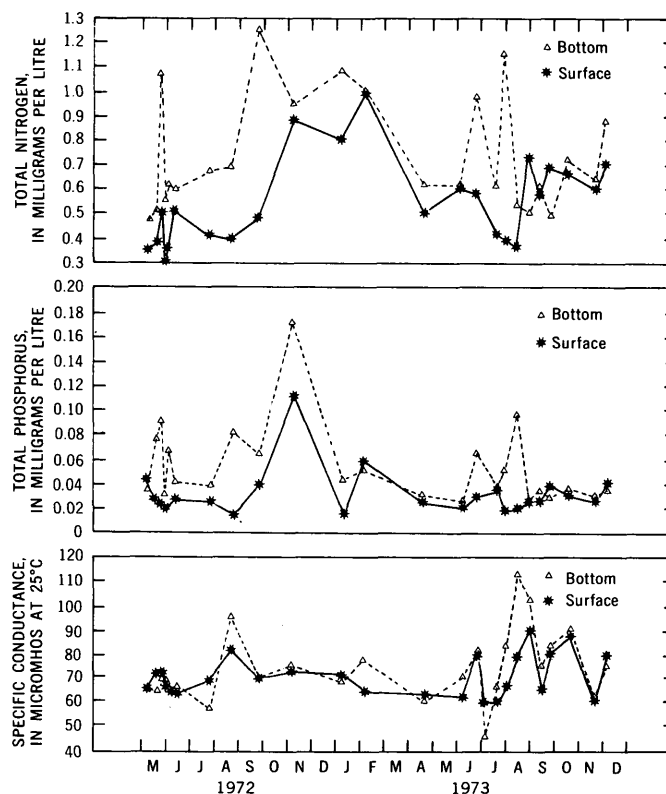 TOTAL NITROGEN,
IN MILLIGRAMS PER LITRE
1.3
1.2
1.1
1.0
0.9
0.8
0.7
0.6
0.5
0.4
0.3
Bottom
Surface
TOTAL PHOSPHORUS,
IN MILLIGRAMS PER LITRE
0.20
0.18
0.16
0.14
0.12
0.10
0.08
0.06
0.04
0.02
0
Bottom
Surface
SPECIFIC CONDUCTANCE,
IN MICROMHOS AT 25°C
120
110
100
90
80
70
60
50
40
Bottom
Surface
M J J A S O N D J F M A M J J A S O N D
1972 1973